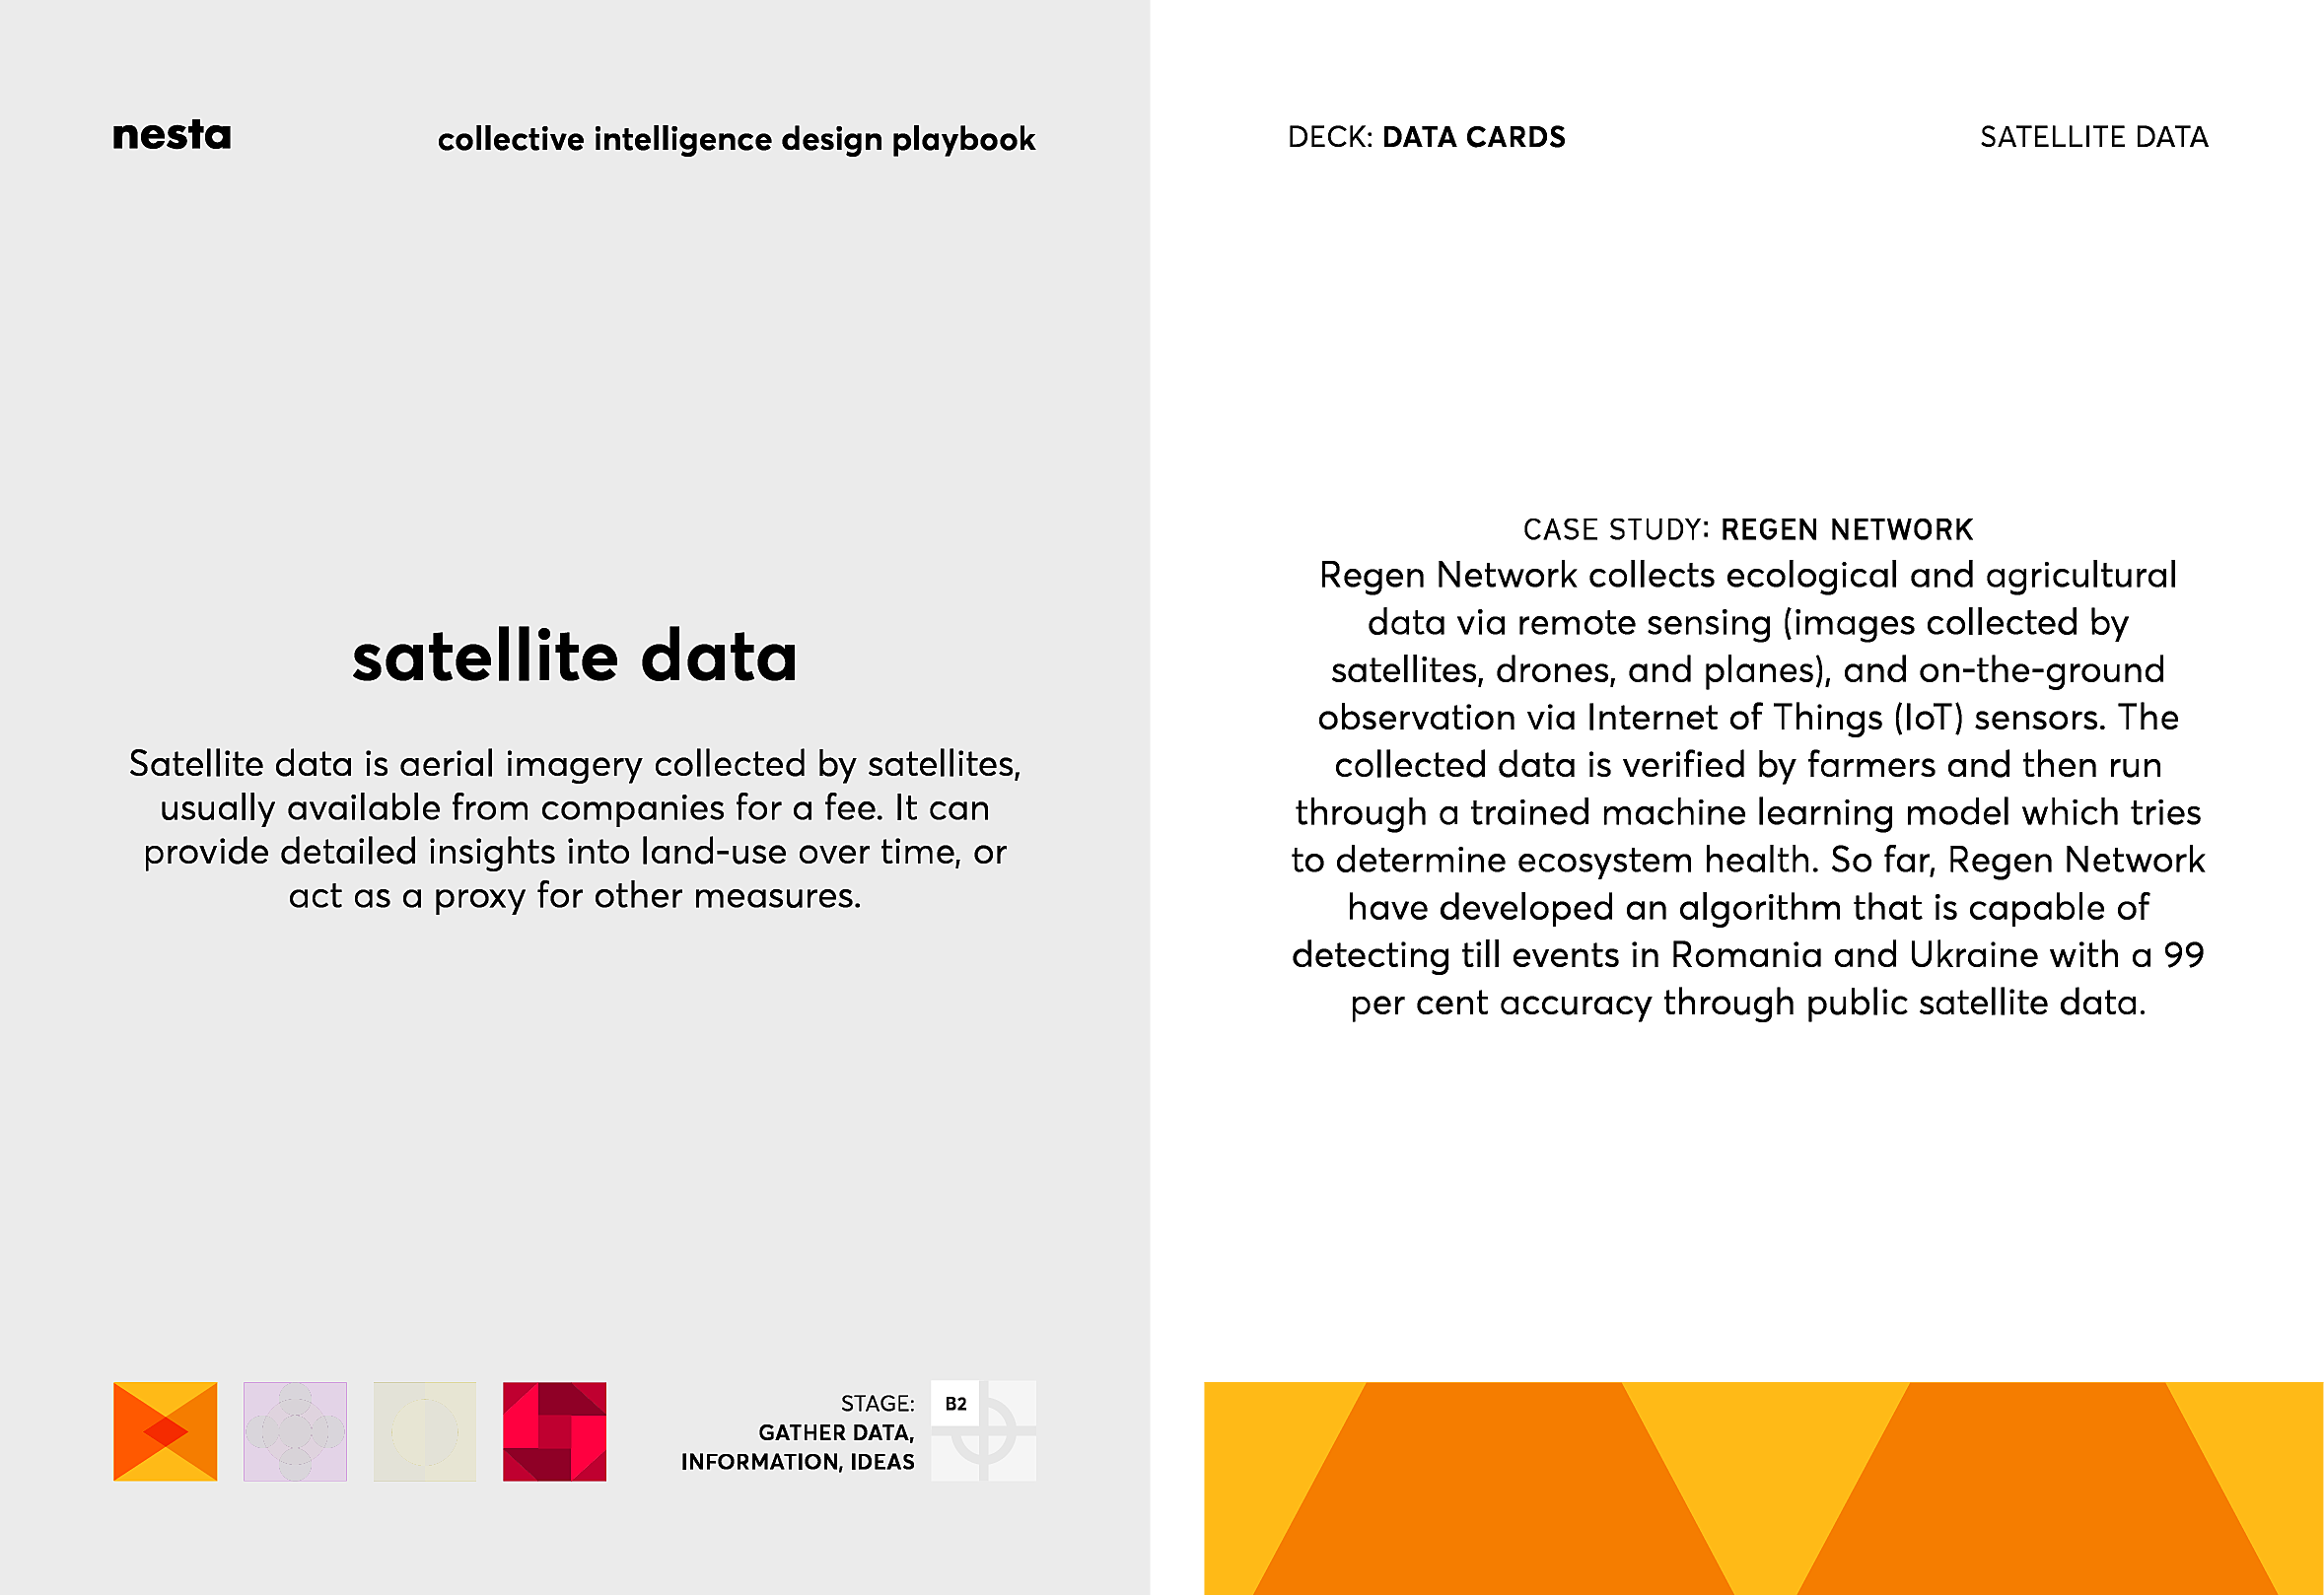 nesta
collective intelligence design playbook
satellite data
Satellite data is aerial imagery collected by satellites,
usually available from companies for a fee. It can
provide detailed insights into land-use over time, or
act as a proxy for other measures.
STAGE:
GATHER DATA,
INFORMATION, IDEAS
B2
DECK: DATA CARDS
SATELLITE DATA
CASE STUDY: REGEN NETWORK
Regen Network collects ecological and agricultural
data via remote sensing (images collected by
satellites, drones, and planes), and on-the-ground
observation via Internet of Things (IoT) sensors. The
collected data is verified by farmers and then run
through a trained machine learning model which tries
to determine ecosystem health. So far, Regen Network
have developed an algorithm that is capable of
detecting till events in Romania and Ukraine with a 99
per cent accuracy through public satellite data.